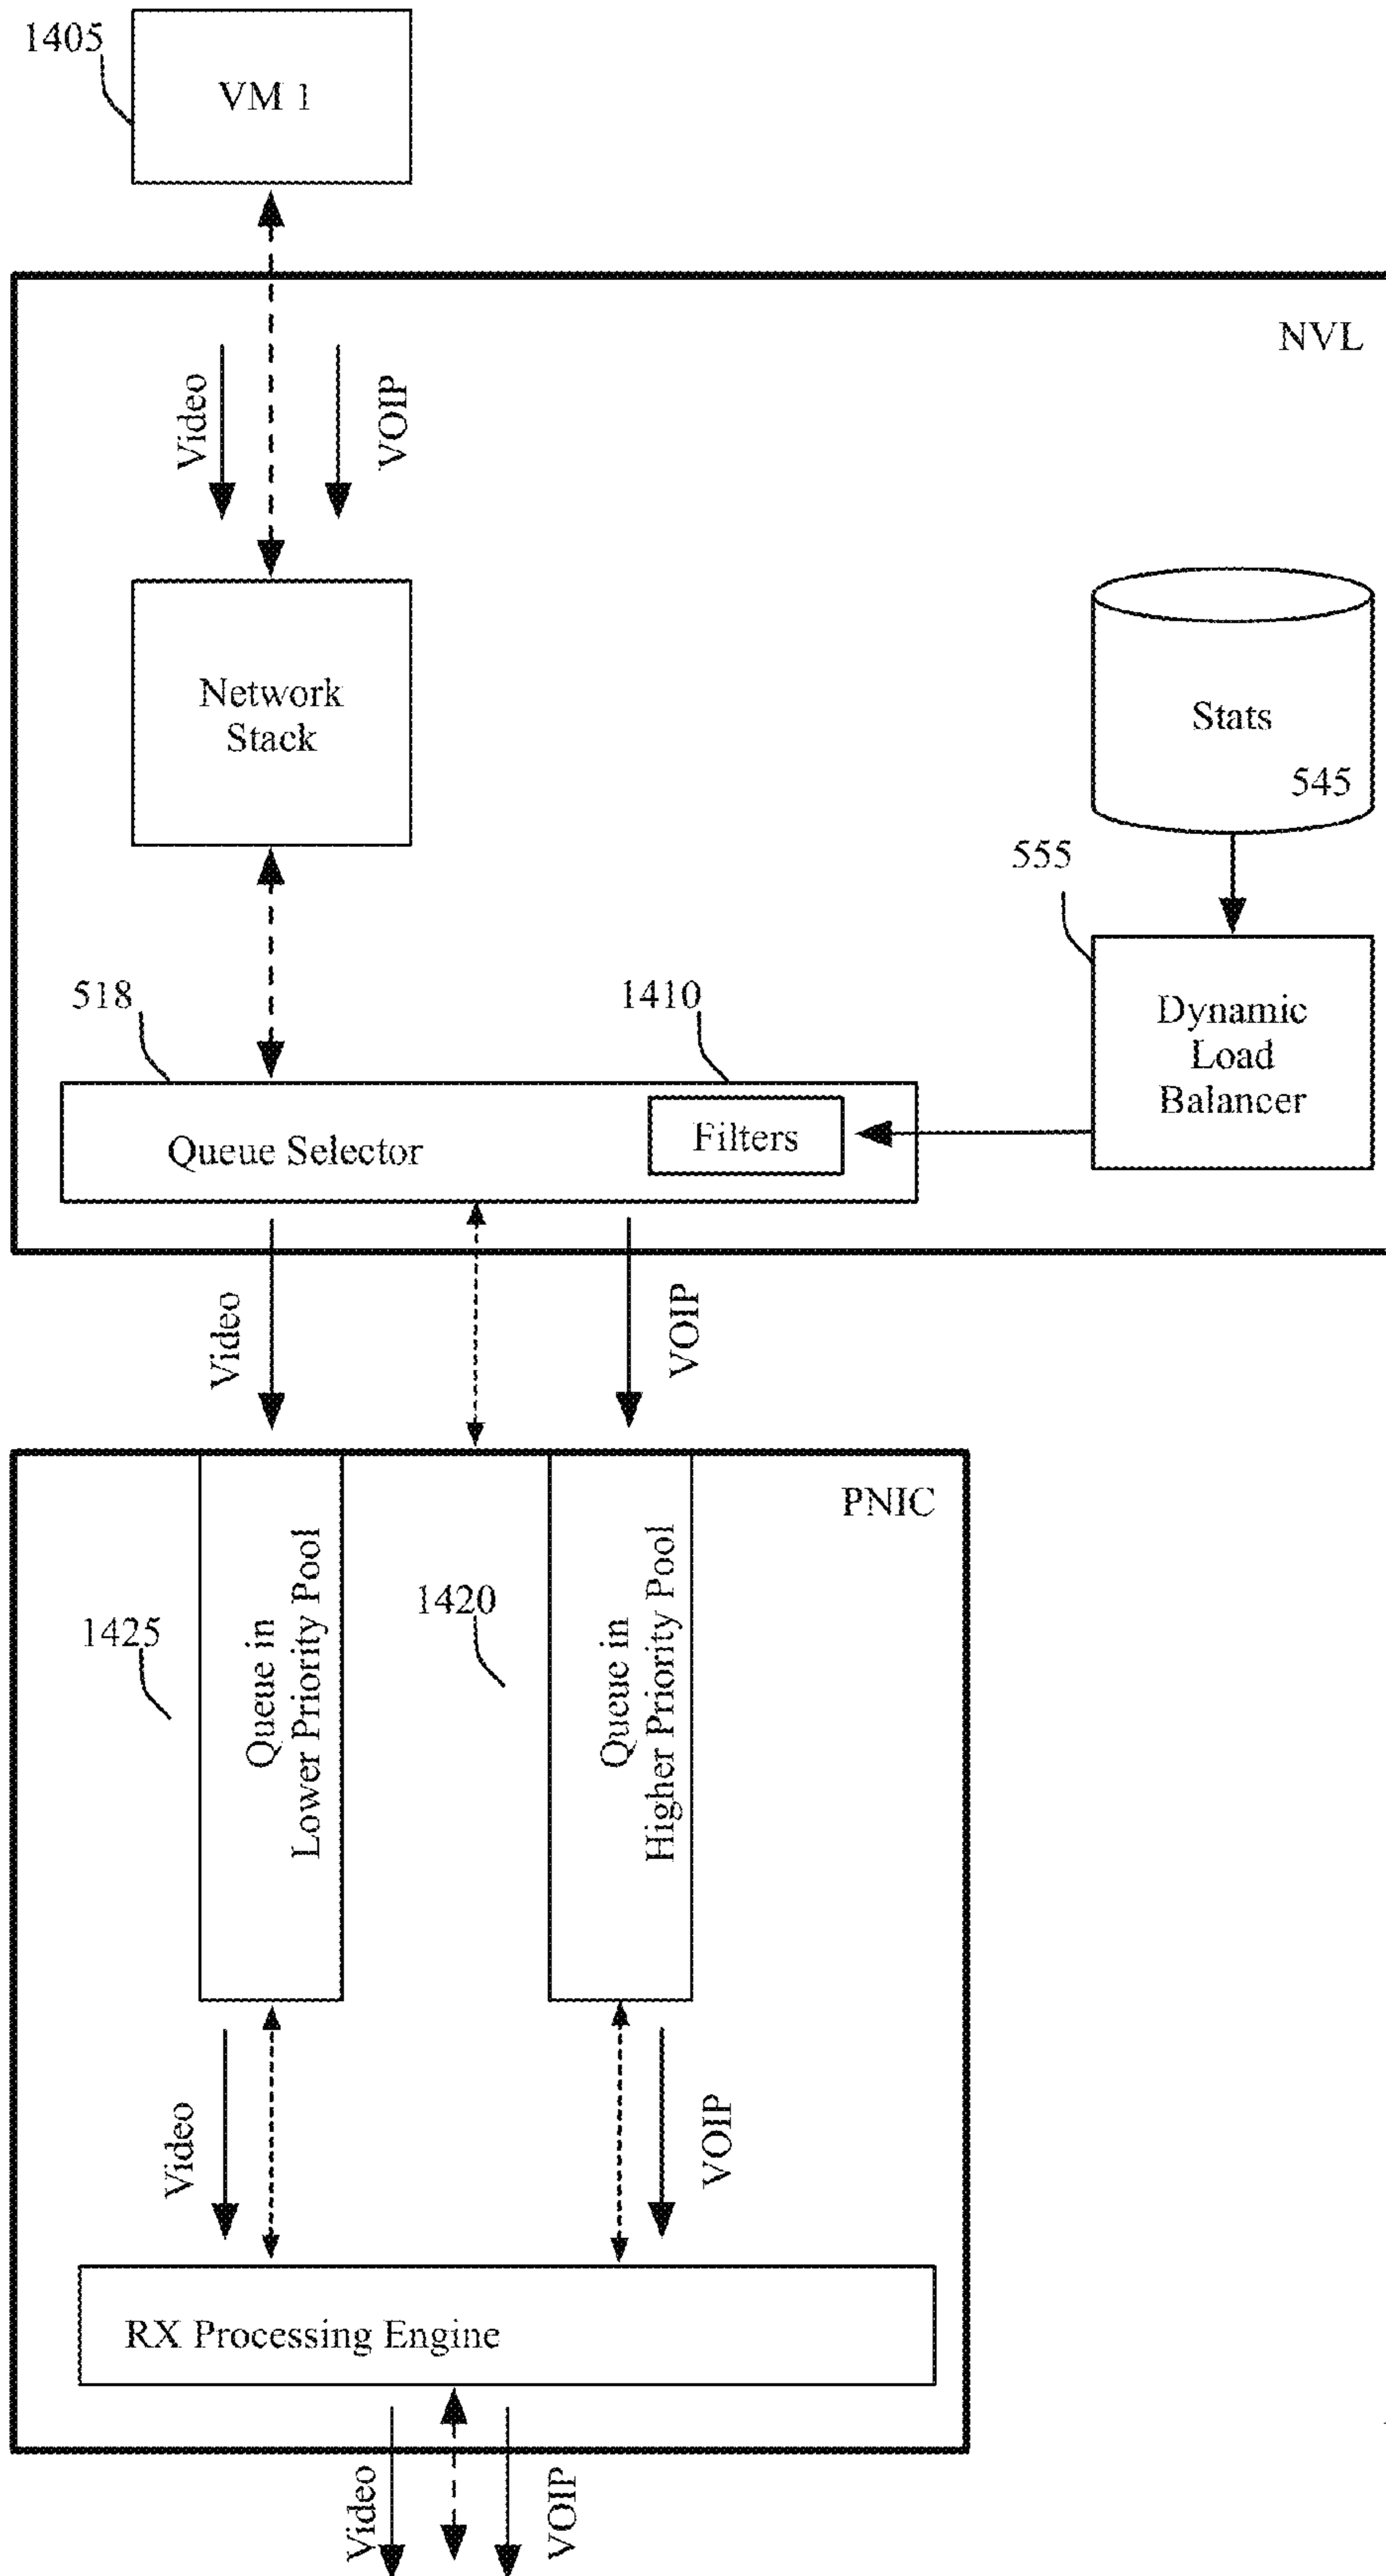 1405
VM 1
NVL
Video
VOIP
Network
Stack
Stats
545
555
518
1410
Dynamic
Load
Balancer
Queue Selector
Filters
Video
VOIP
PNIC
1425
Queue in
Lower Priority Pool
1420
Queue in
Higher Priority Pool
Video
VOIP
RX Processing Engine
Video
VOIP